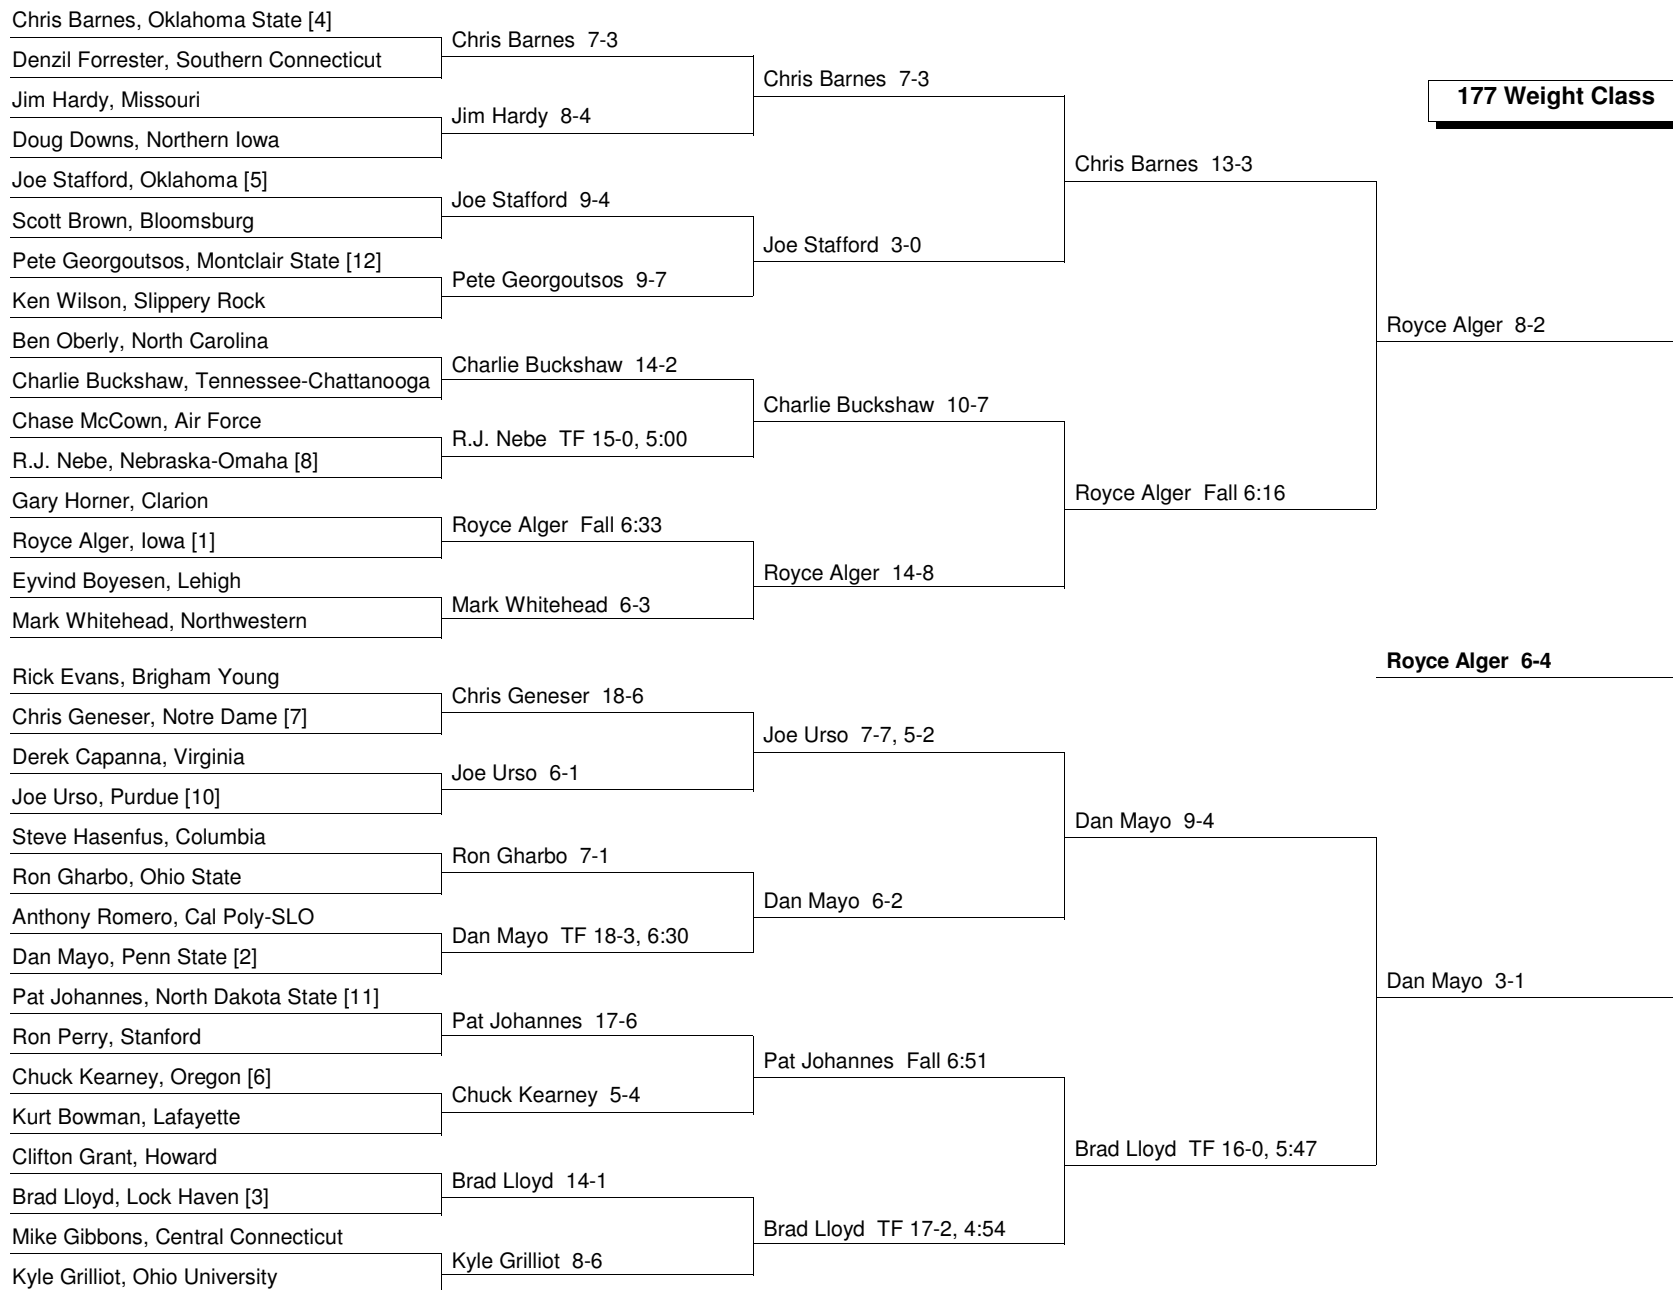 Chris Barnes, Oklahoma State [4]
Denzil Forrester, Southern Connecticut
Jim Hardy, Missouri
Doug Downs, Northern Iowa
Joe Stafford, Oklahoma [5]
Scott Brown, Bloomsburg
Pete Georgoutsos, Montclair State [12]
Ken Wilson, Slippery Rock
Ben Oberly, North Carolina
Charlie Buckshaw, Tennessee-Chattanooga
Chase McCown, Air Force
R.J. Nebe, Nebraska-Omaha [8]
Gary Horner, Clarion
Royce Alger, Iowa [1]
Eyvind Boyesen, Lehigh
Mark Whitehead, Northwestern
Rick Evans, Brigham Young
Chris Geneser, Notre Dame [7]
Derek Capanna, Virginia
Joe Urso, Purdue [10]
Steve Hasenfus, Columbia
Ron Gharbo, Ohio State
Anthony Romero, Cal Poly-SLO
Dan Mayo, Penn State [2]
Pat Johannes, North Dakota State [11]
Ron Perry, Stanford
Chuck Kearney, Oregon [6]
Kurt Bowman, Lafayette
Clifton Grant, Howard
Brad Lloyd, Lock Haven [3]
Mike Gibbons, Central Connecticut
Kyle Grilliot, Ohio University
Chris Barnes 7-3
Jim Hardy 8-4
Joe Stafford 9-4
Pete Georgoutsos 9-7
Charlie Buckshaw 14-2
R.J. Nebe TF 15-0, 5:00
Royce Alger Fall 6:33
Mark Whitehead 6-3
Chris Geneser 18-6
Joe Urso 6-1
Ron Gharbo 7-1
Dan Mayo TF 18-3, 6:30
Pat Johannes 17-6
Chuck Kearney 5-4
Brad Lloyd 14-1
Kyle Grilliot 8-6
Chris Barnes 7-3
Joe Stafford 3-0
Charlie Buckshaw 10-7
Royce Alger 14-8
Joe Urso 7-7, 5-2
Dan Mayo 6-2
Pat Johannes Fall 6:51
Brad Lloyd TF 17-2, 4:54
Chris Barnes 13-3
Royce Alger Fall 6:16
Dan Mayo 9-4
Brad Lloyd TF 16-0, 5:47
177 Weight Class
Royce Alger 8-2
Royce Alger 6-4
Dan Mayo 3-1